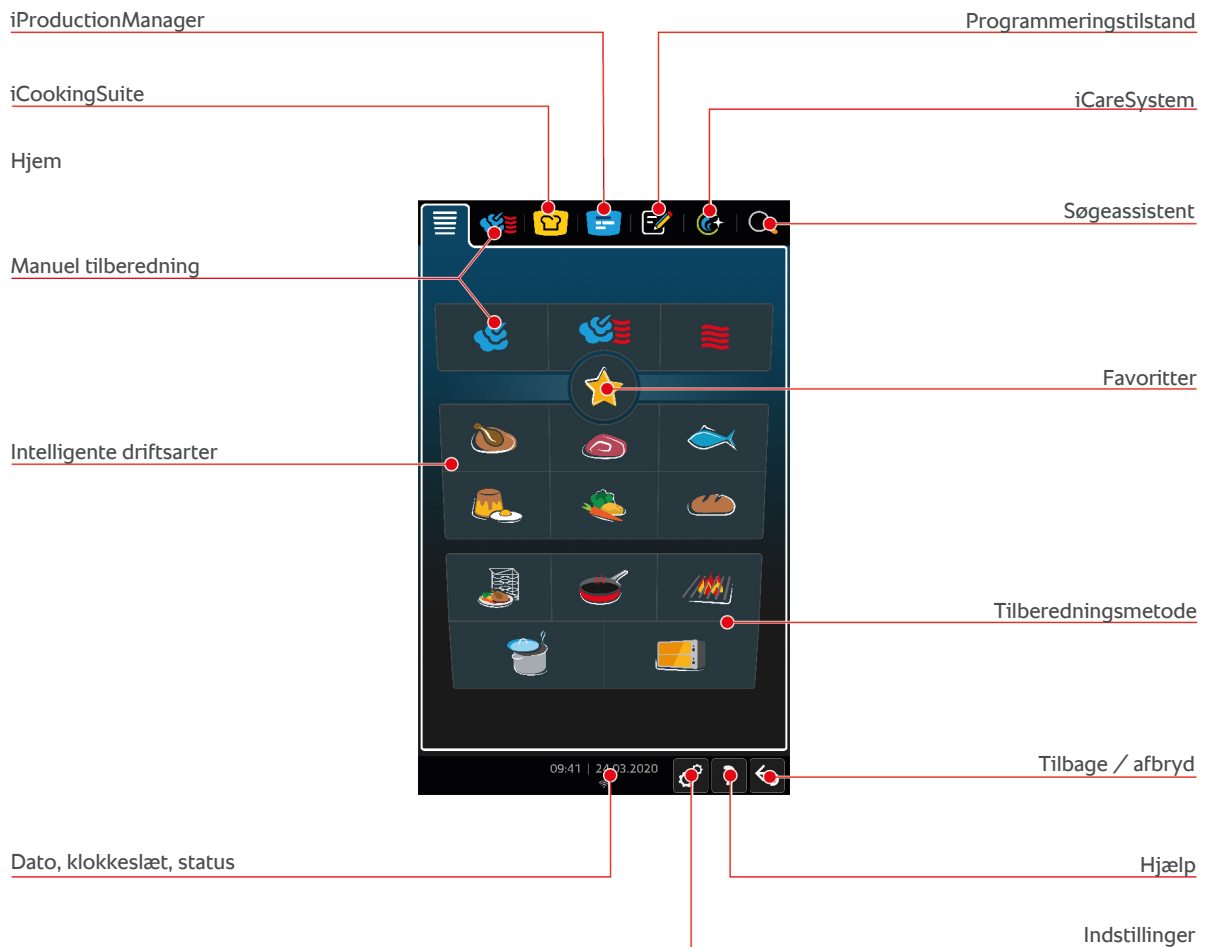 iProductionManager
Programmeringstilstand
iCookingSuite
iCareSystem
Hjem
Søgeassistent
Manuel tilberedning
Favoritter
Intelligente driftsarter
Tilberedningsmetode
09:41 | 24.03.2020
Tilbage / afbryd
Dato, klokkeslæt, status
Hjælp
Indstillinger